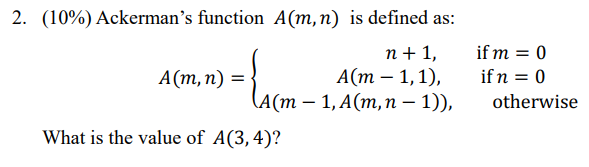 2. (10%) Ackerman’s function A(m, n) is defined as:
n + 1, if m = 0
A(m, n) = { A(m − 1, 1), if n = 0
A(m − 1, A(m, n − 1)), otherwise
What is the value of A(3, 4)?